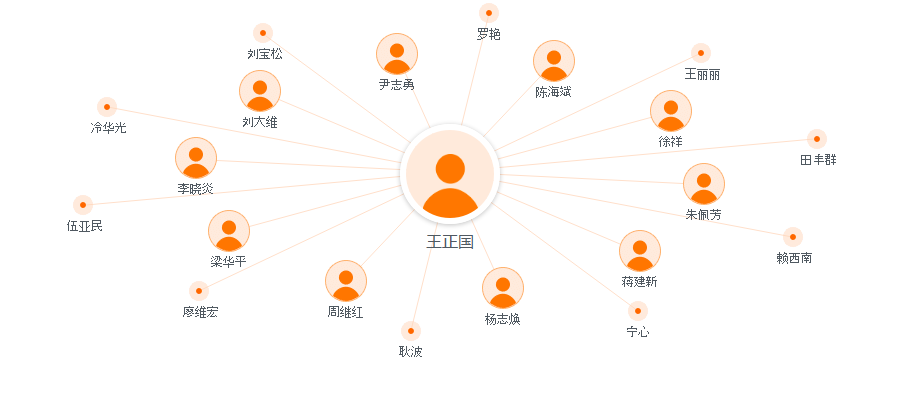 罗艳
刘宝松
王丽丽
尹志勇
陈海斌
刘六维
冷华光
徐祥
田丰群
李晓炎
朱佩芳
伍亚民
王正国
梁华平
赖西南
蒋建新
廖维宏
周继红
杨志焕
宁心
耿波